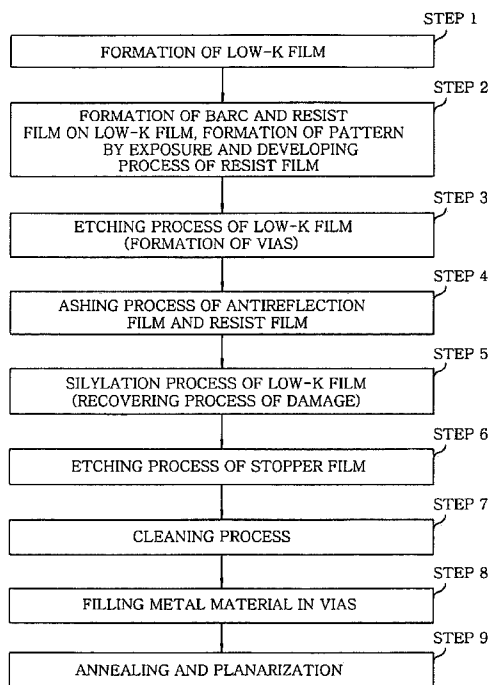 STEP 1
FORMATION OF LOW-K FILM
STEP 2
FORMATION OF BARC AND RESIST
FILM ON LOW-K FILM, FORMATION OF PATTERN
BY EXPOSURE AND DEVELOPING
PROCESS OF RESIST FILM
STEP 3
ETCHING PROCESS OF LOW-K FILM
(FORMATION OF VIAS)
STEP 4
ASHING PROCESS OF ANTIREFLECTION
FILM AND RESIST FILM
STEP 5
SILYLATION PROCESS OF LOW-K FILM
(RECOVERING PROCESS OF DAMAGE)
STEP 6
ETCHING PROCESS OF STOPPER FILM
STEP 7
CLEANING PROCESS
STEP 8
FILLING METAL MATERIAL IN VIAS
STEP 9
ANNEALING AND PLANARIZATION